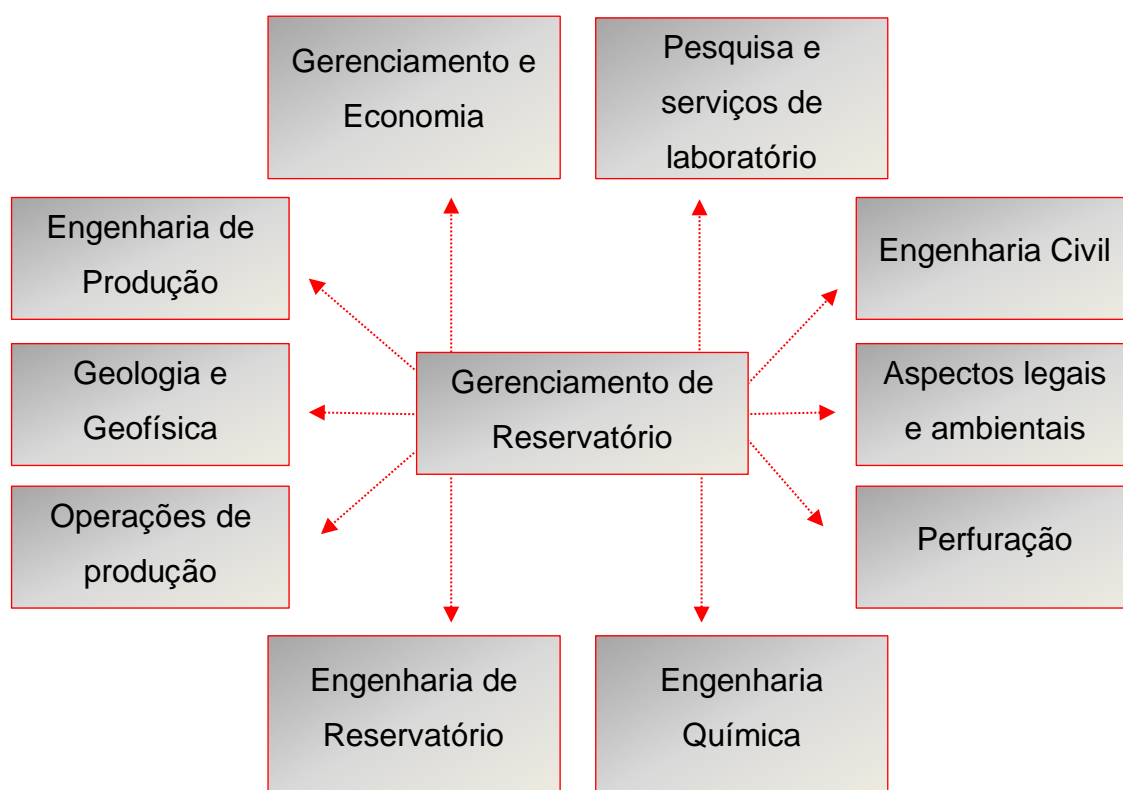 Gerenciamento e
Economia
Pesquisa e
serviços de
laboratório
Engenharia de
Produção
Engenharia Civil
Geologia e
Geofísica
Gerenciamento de
Reservatório
Aspectos legais
e ambientais
Operações de
produção
Perfuração
Engenharia de
Reservatório
Engenharia
Química